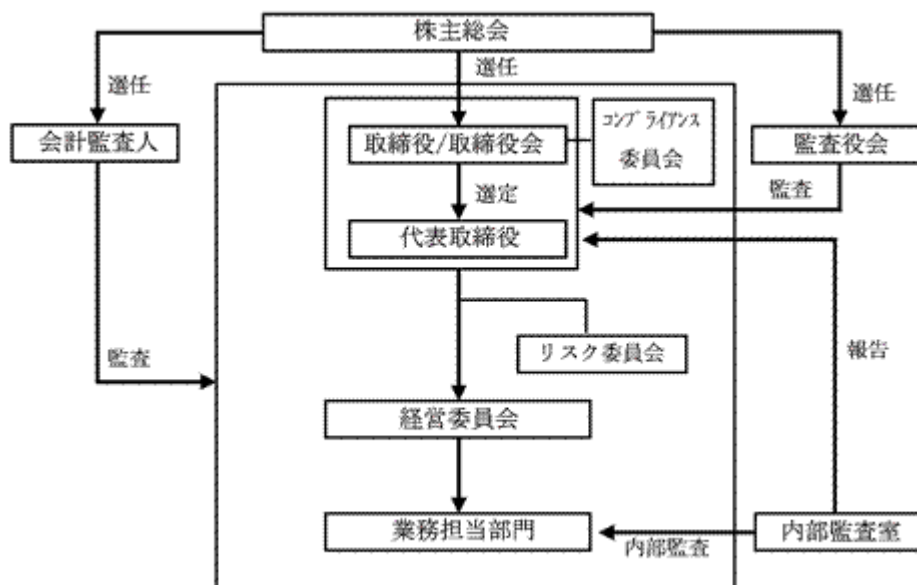 株主総会
選任
選任
選任
会計監査人
取締役/取締役会
コンプライアンス
委員会
監査役会
選定
監査
代表取締役
リスク委員会
監査
報告
経営委員会
業務担当部門
内部監査
内部監査室